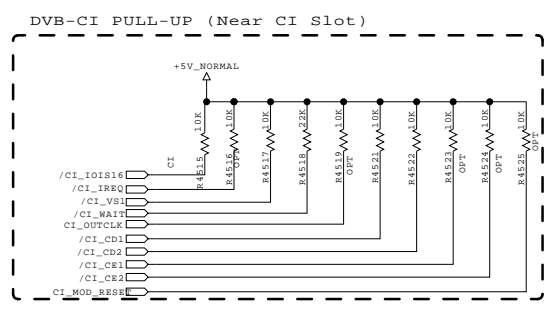 DVB-CI PULL-UP (Near CI Slot)
+5V_NORMAL
10K
10K
10K
22K
10K
10K
10K
10K
10K
10K
CI
OPT
OPT
OPT
OPT
OPT
R4515
R4516
R4517
R4518
R4519
R4521
R4522
R4523
R4524
R4525
/CI_IOIS16
/CI_IREQ
/CI_VS1
/CI_WAIT
CI_OUTCLK
/CI_CD1
/CI_CD2
/CI_CE1
/CI_CE2
CI_MOD_RESET